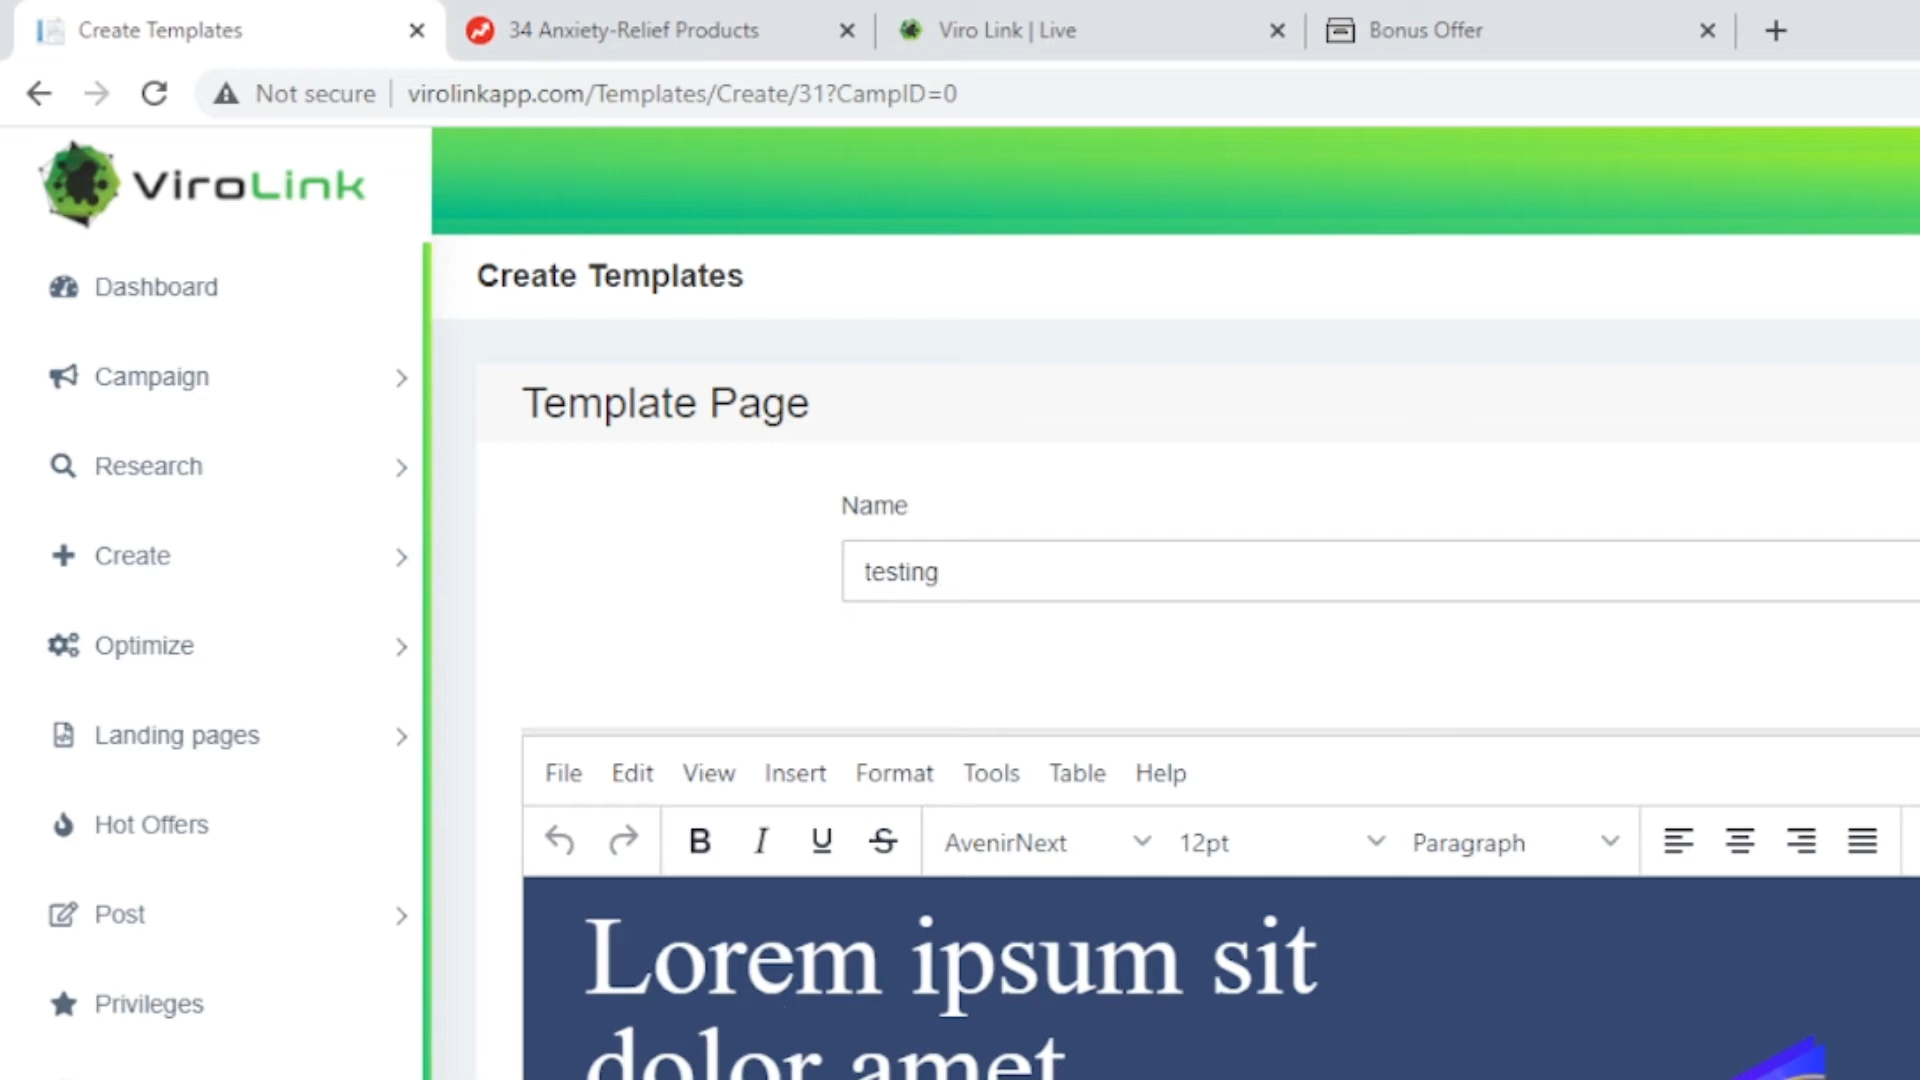 Create Templates
34 Anxiety-Relief Products
Viro Link | Live
Bonus Offer
Not secure
virolinkapp.com/Templates/Create/31?CampID=0
ViroLink
Dashboard
Campaign
Research
Create
Optimize
Landing pages
Hot Offers
Post
Privileges
Create Templates
Template Page
Name
testing
File Edit View Insert Format Tools Table Help
B I U S AvenirNext 12pt Paragraph
Lorem ipsum sit
dolor amet